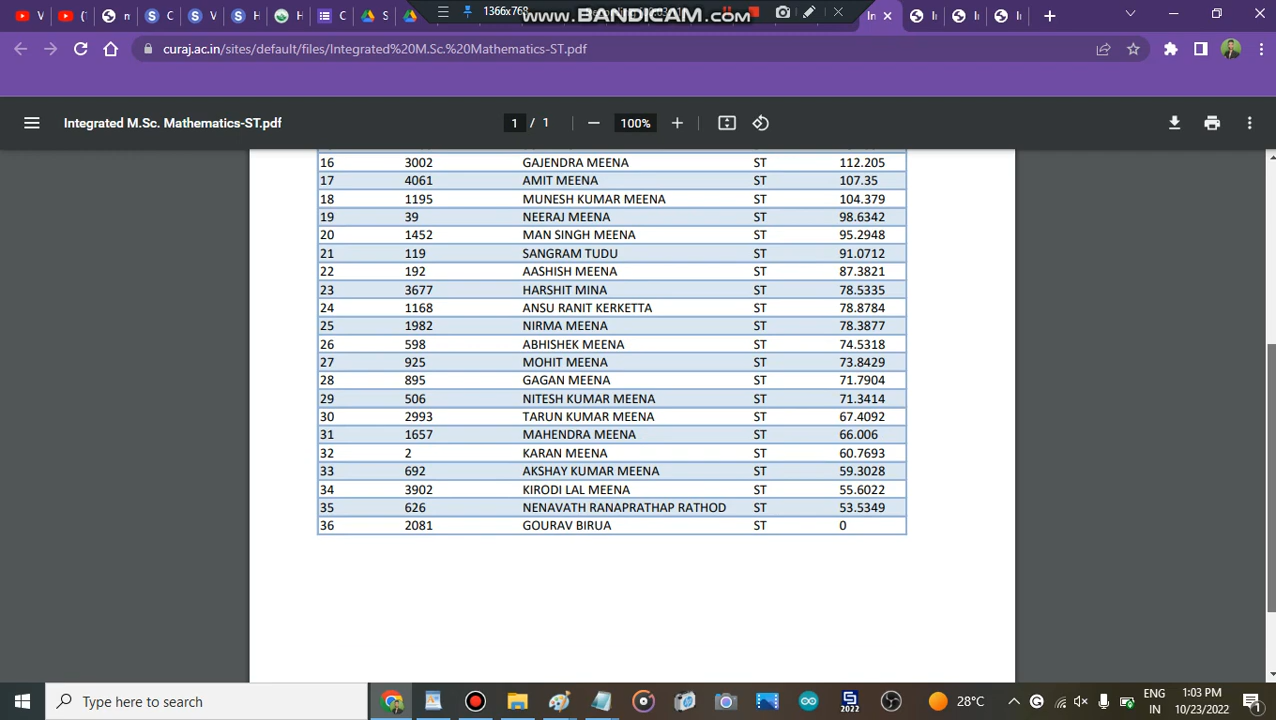 1366x768
www.BANDICAM.com
curaj.ac.in/sites/default/files/Integrated%20M.Sc.%20Mathematics-ST.pdf
Integrated M.Sc. Mathematics-ST.pdf 1 / 1 100%
16 3002 GAJENDRA MEENA ST 112.205
17 4061 AMIT MEENA ST 107.35
18 1195 MUNESH KUMAR MEENA ST 104.379
19 39 NEERAJ MEENA ST 98.6342
20 1452 MAN SINGH MEENA ST 95.2948
21 119 SANGRAM TUDU ST 91.0712
22 192 AASHISH MEENA ST 87.3821
23 3677 HARSHIT MINA ST 78.5335
24 1168 ANSU RANIT KERKETTA ST 78.8784
25 1982 NIRMA MEENA ST 78.3877
26 598 ABHISHEK MEENA ST 74.5318
27 925 MOHIT MEENA ST 73.8429
28 895 GAGAN MEENA ST 71.7904
29 506 NITESH KUMAR MEENA ST 71.3414
30 2993 TARUN KUMAR MEENA ST 67.4092
31 1657 MAHENDRA MEENA ST 66.006
32 2 KARAN MEENA ST 60.7693
33 692 AKSHAY KUMAR MEENA ST 59.3028
34 3902 KIRODI LAL MEENA ST 55.6022
35 626 NENAVATH RANAPRATHAP RATHOD ST 53.5349
36 2081 GOURAV BIRUA ST 0
Type here to search 2022 28°C ENG IN 1:03 PM 10/23/2022